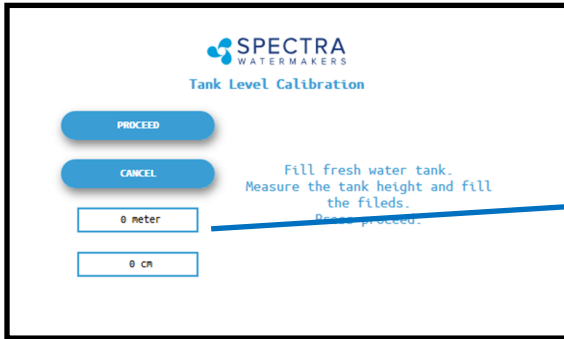 SPECTRA
WATERMAKERS
Tank Level Calibration
PROCEED
CANCEL
0 meter
0 cm
Fill fresh water tank.
Measure the tank height and fill
the fileds.
Press proceed.